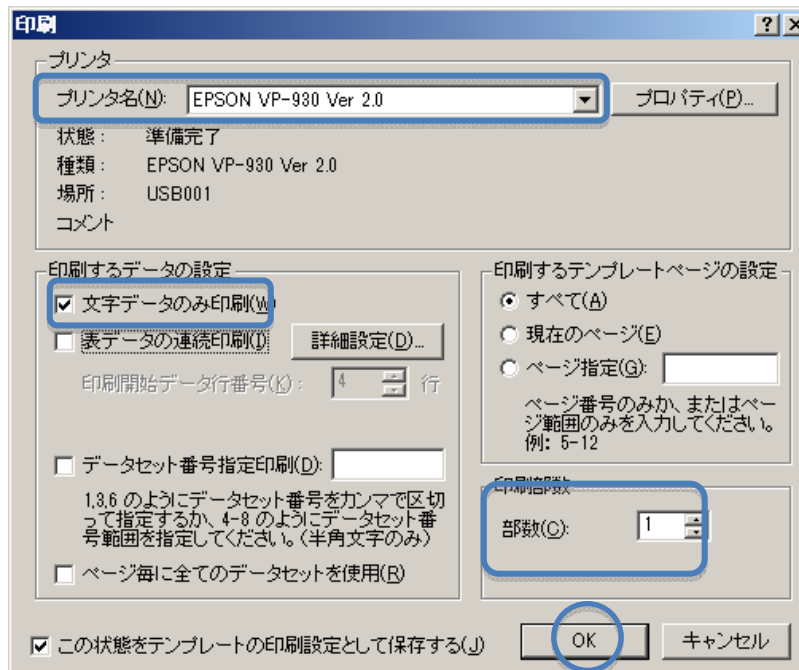 印刷
プリンタ
プリンタ名(N): EPSON VP-930 Ver 2.0 プロパティ(P)...
状態： 準備完了
種類： EPSON VP-930 Ver 2.0
場所： USB001
コメント
印刷するデータの設定
文字データのみ印刷(W)
表データの連続印刷(I) 詳細設定(D)...
印刷開始データ行番号(K)： 4 行
データセット番号指定印刷(D):
1,3,6 のようにデータセット番号をカンマで区切
って指定するか、4-8 のようにデータセット番
号範囲を指定してください。(半角文字のみ)
ページ毎に全てのデータセットを使用(R)
印刷するテンプレートページの設定
すべて(A)
現在のページ(E)
ページ指定(G):
ページ番号のみか、またはペー
ジ範囲のみを入力してください。
例: 5-12
印刷部数
部数(C): 1
この状態をテンプレートの印刷設定として保存する(J)
OK キャンセル